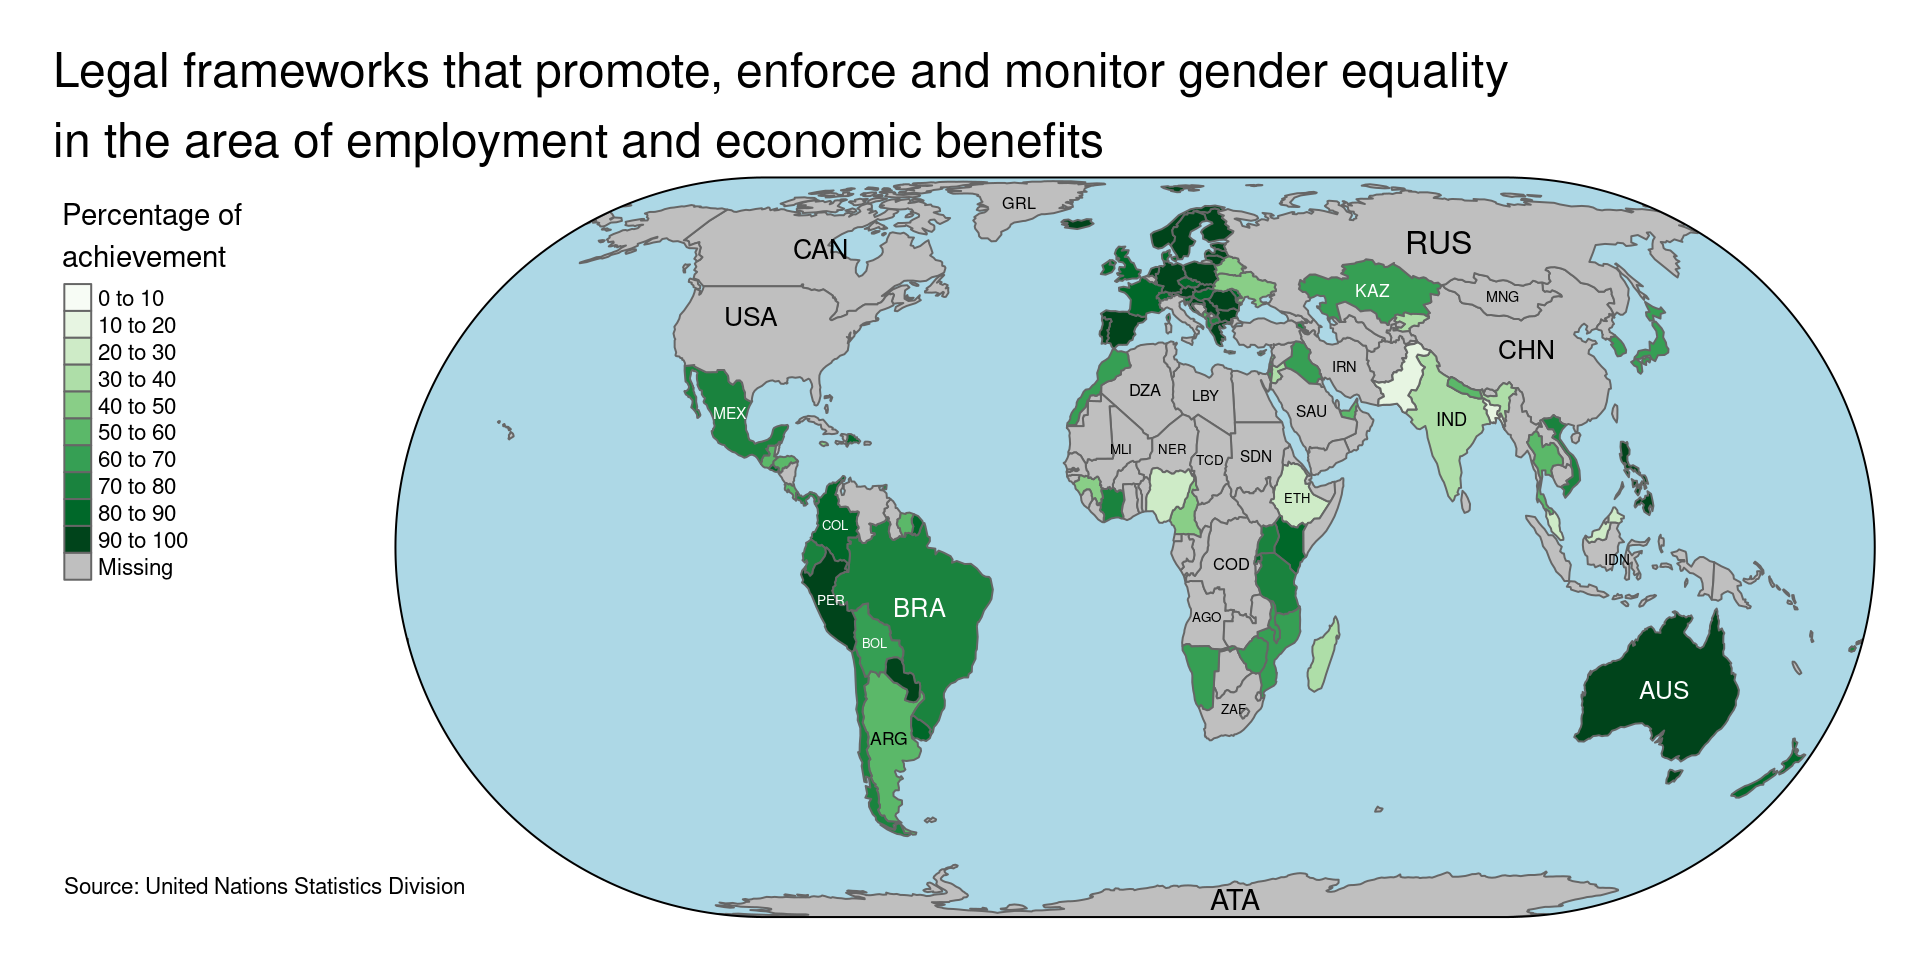 Legal frameworks that promote, enforce and monitor gender equality
in the area of employment and economic benefits
Percentage of
achievement
0 to 10
10 to 20
20 to 30
30 to 40
40 to 50
50 to 60
60 to 70
70 to 80
80 to 90
90 to 100
Missing
GRL
CAN
RUS
USA
KAZ
MNG
CHN
IRN
DZA
LBY
SAU
MEX
IND
MLI
NER
TCD
SDN
ETH
COL
COD
IDN
PER
BRA
AGO
BOL
AUS
ZAF
ARG
ATA
Source: United Nations Statistics Division